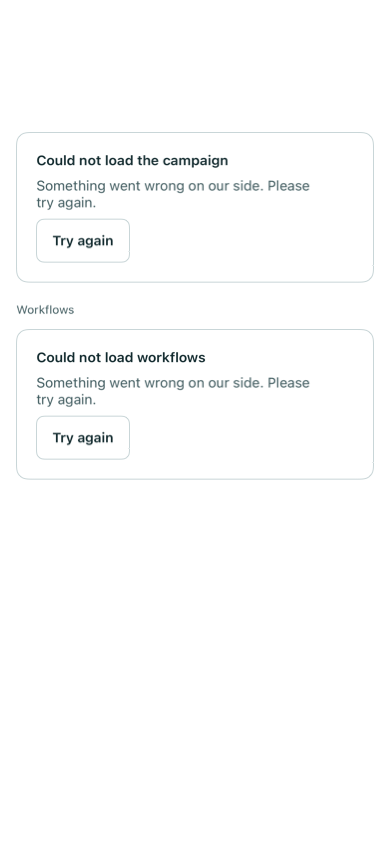 Could not load the campaign
Something went wrong on our side. Please
try again.
Try again
Workflows
Could not load workflows
Something went wrong on our side. Please
try again.
Try again